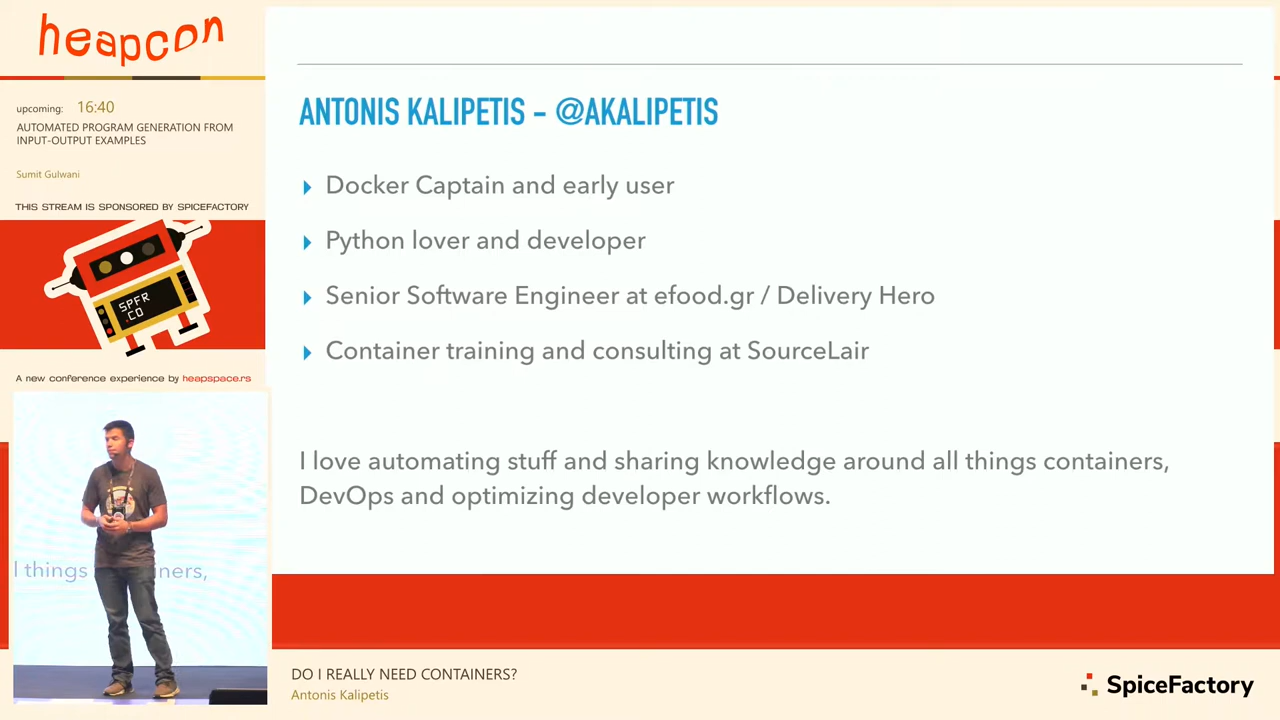 heapcon
upcoming: 16:40
AUTOMATED PROGRAM GENERATION FROM
INPUT-OUTPUT EXAMPLES
Sumit Gulwani
THIS STREAM IS SPONSORED BY SPICEFACTORY
SPFR
.CO
A new conference experience by heapspace.rs
l things iners,
ANTONIS KALIPETIS - @AKALIPETIS
Docker Captain and early user
Python lover and developer
Senior Software Engineer at efood.gr / Delivery Hero
Container training and consulting at SourceLair
I love automating stuff and sharing knowledge around all things containers,
DevOps and optimizing developer workflows.
DO I REALLY NEED CONTAINERS?
Antonis Kalipetis
SpiceFactory